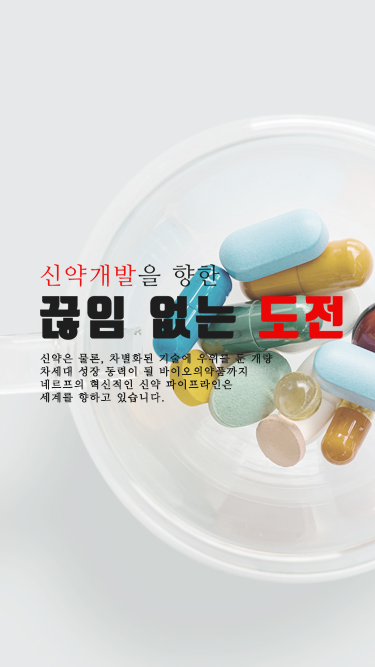 신약개발을 향한
끊임 없는 도전
신약은 물론, 차별화된 기술에 우위를 둔 개량
차세대 성장 동력이 될 바이오의약품까지
네르프의 혁신적인 신약 파이프라인은
세계를 향하고 있습니다.